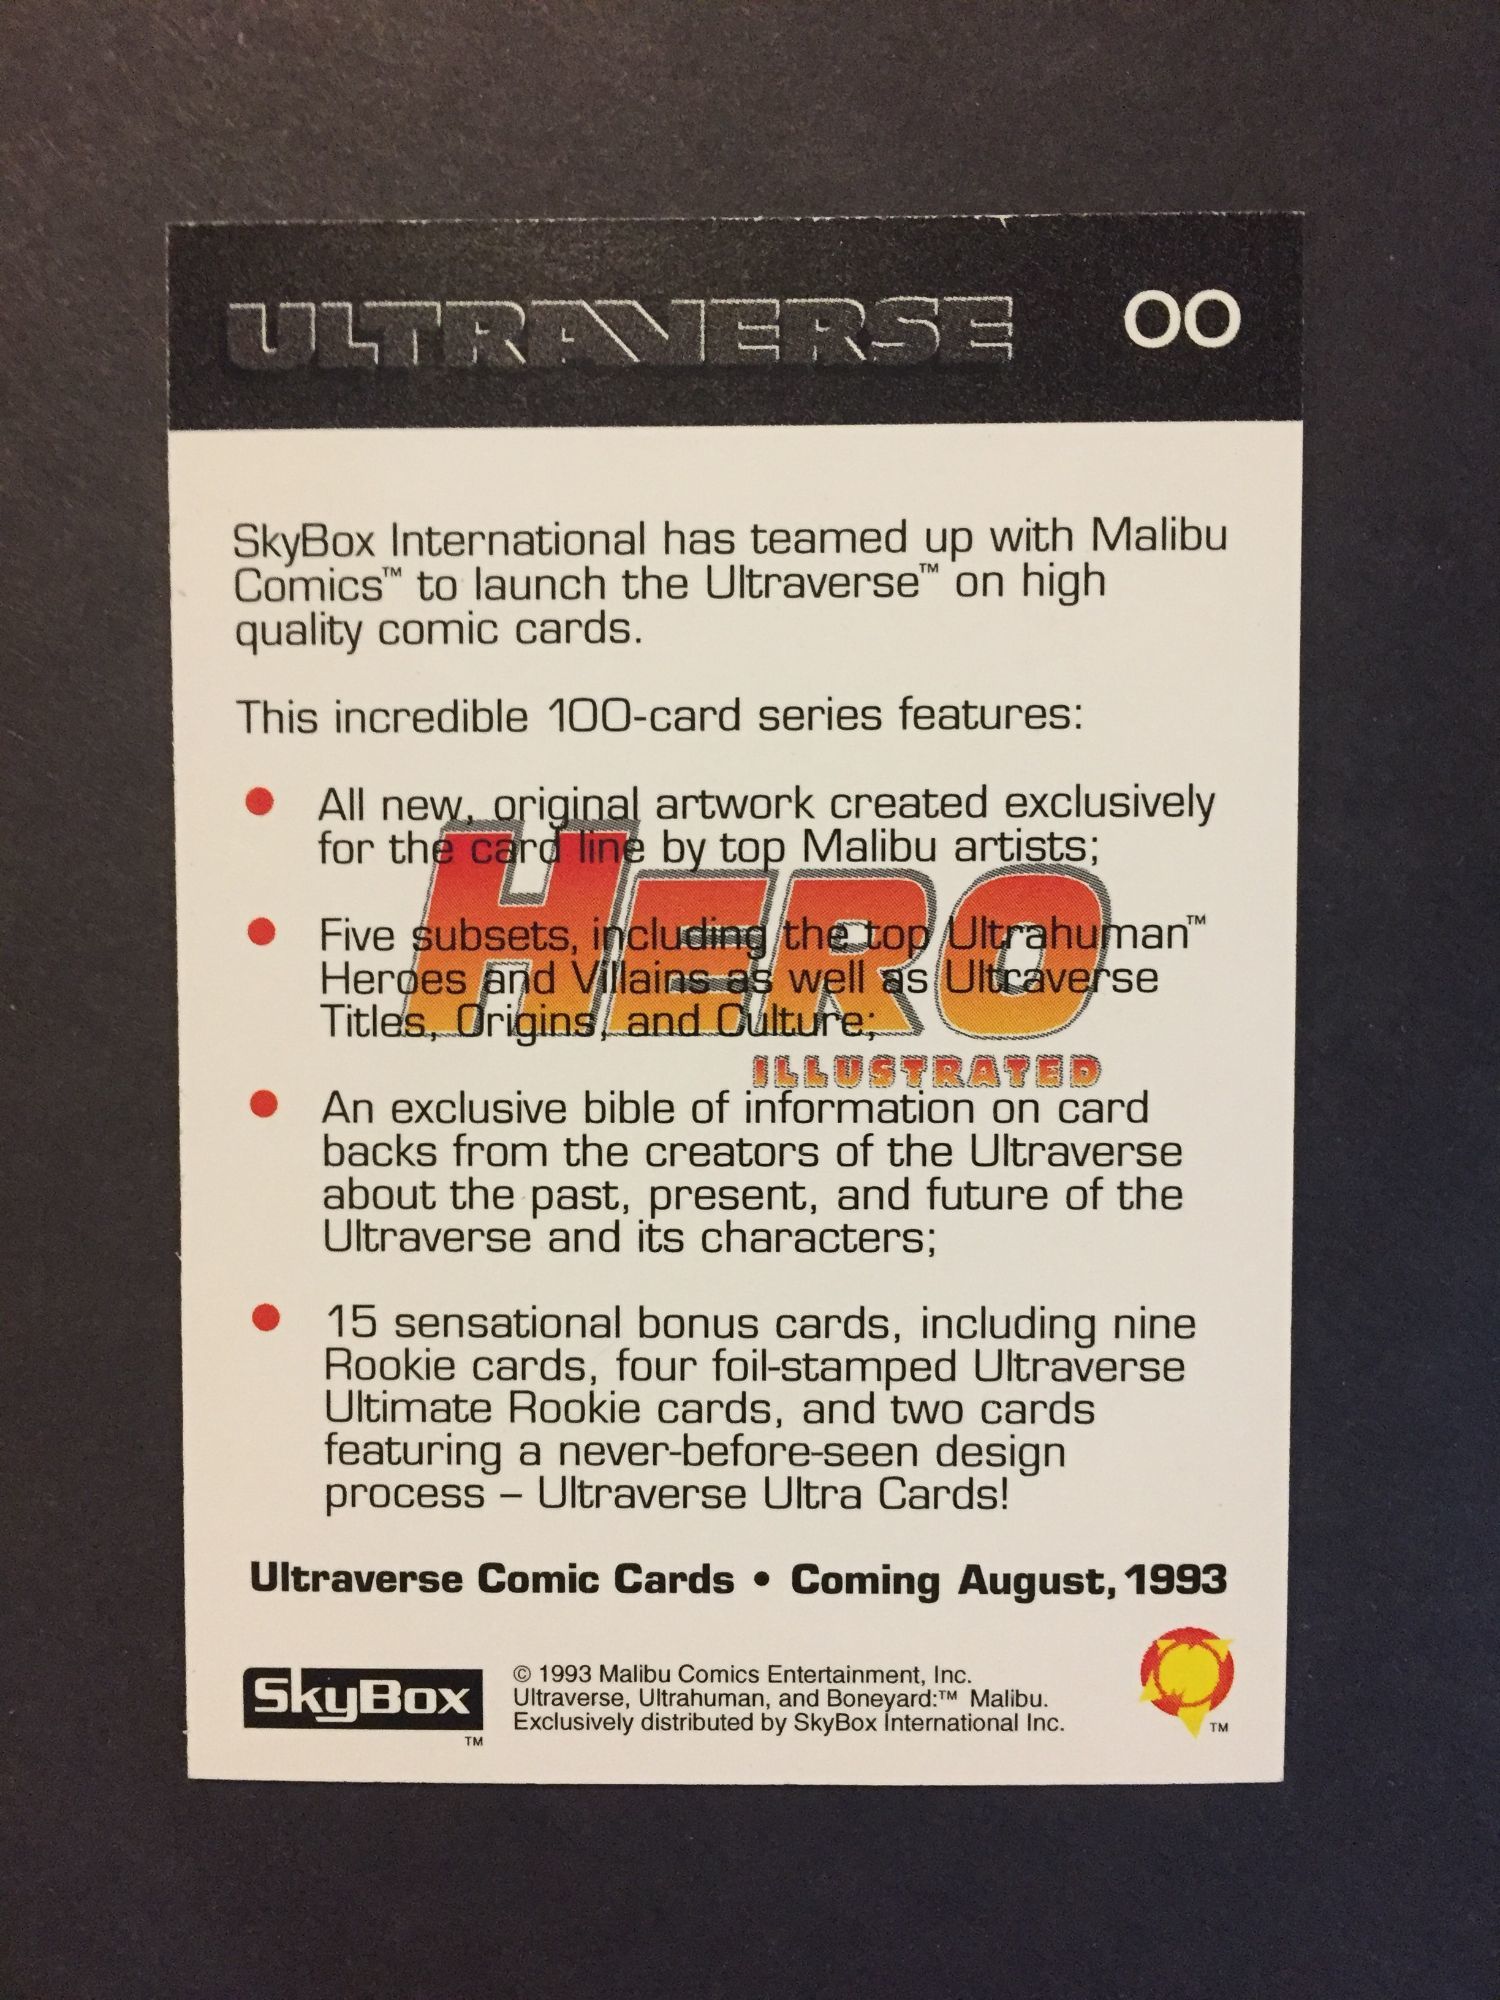 ULTRAVERSE OO
SkyBox International has teamed up with Malibu
Comics™ to launch the Ultraverse™ on high
quality comic cards.
This incredible 100-card series features:
• All new, original artwork created exclusively
for the card line by top Malibu artists;
• Five subsets, including the top Ultrahuman™
Heroes and Villains as well as Ultraverse
Titles, Origins, and Culture;
HERO
ILLUSTRATED
• An exclusive bible of information on card
backs from the creators of the Ultraverse
about the past, present, and future of the
Ultraverse and its characters;
• 15 sensational bonus cards, including nine
Rookie cards, four foil-stamped Ultraverse
Ultimate Rookie cards, and two cards
featuring a never-before-seen design
process – Ultraverse Ultra Cards!
Ultraverse Comic Cards • Coming August, 1993
SkyBox TM
© 1993 Malibu Comics Entertainment, Inc.
Ultraverse, Ultrahuman, and Boneyard:™ Malibu.
Exclusively distributed by SkyBox International Inc.
TM